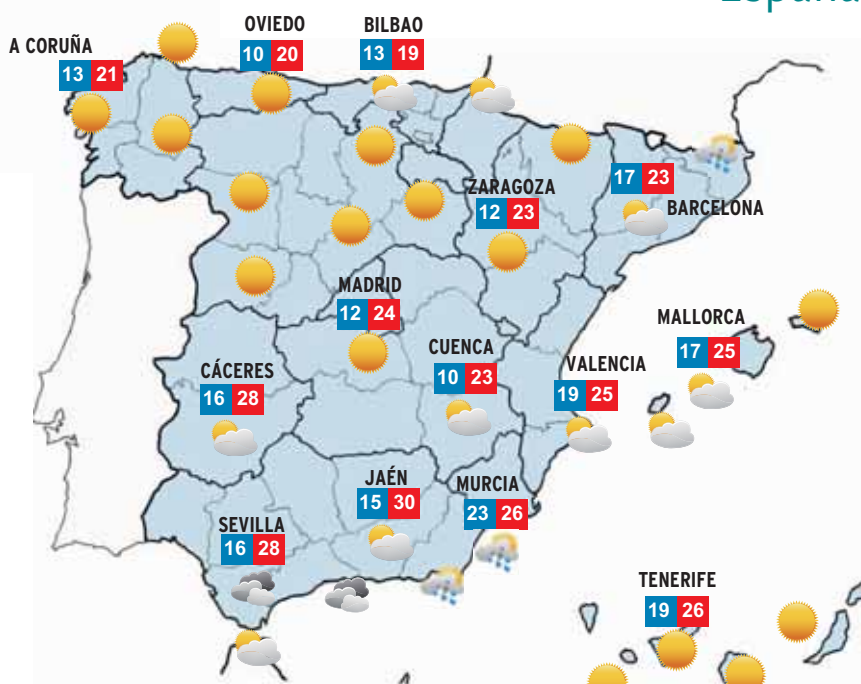 España
OVIEDO
10 20
BILBAO
13 19
A CORUÑA
13 21
ZARAGOZA
12 23
17 23
BARCELONA
MADRID
12 24
MALLORCA
17 25
CUENCA
10 23
VALENCIA
19 25
CÁCERES
16 28
JAÉN
15 30
MURCIA
23 26
SEVILLA
16 28
TENERIFE
19 26